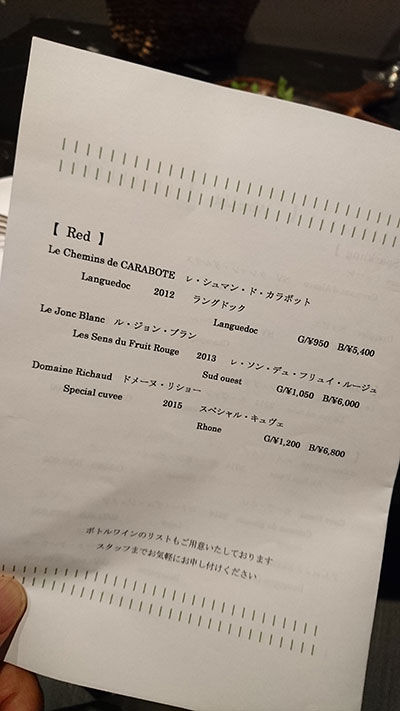 【 Red 】
Le Chemins de CARABOTE レ・シュマン・ド・カラボット
Languedoc 2012 ラングドック
Languedoc G/¥950 B/¥5,400
Le Jonc Blanc ル・ジョン・ブラン
Les Sens du Fruit Rouge 2013 レ・ソン・デュ・フリュイ・ルージュ
Sud ouest G/¥1,050 B/¥6,000
Domaine Richaud ドメーヌ・リショー
Special cuvee 2015 スペシャル・キュヴェ
Rhone G/¥1,200 B/¥6,800
ボトルワインのリストもご用意いたしております
スタッフまでお気軽にお申し付けください